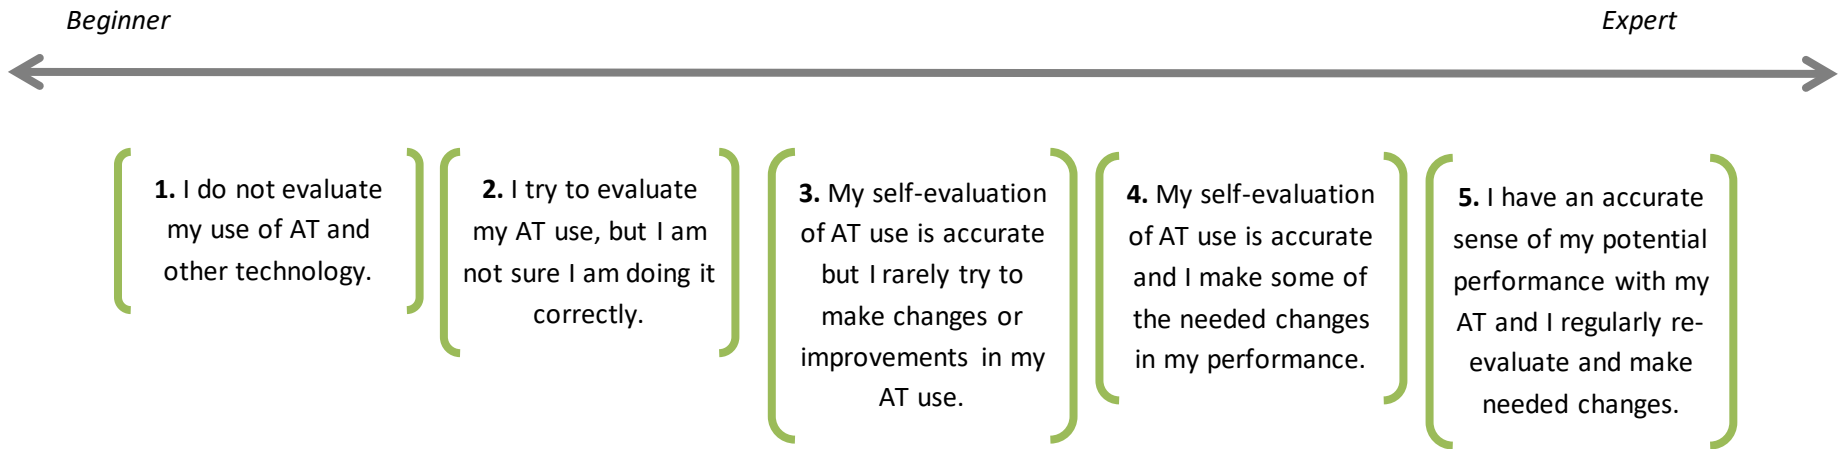 Beginner
Expert
1. I do not evaluate
my use of AT and
other technology.
2. I try to evaluate
my AT use, but I am
not sure I am doing it
correctly.
3. My self-evaluation
of AT use is accurate
but I rarely try to
make changes or
improvements in my
AT use.
4. My self-evaluation
of AT use is accurate
and I make some of
the needed changes
in my performance.
5. I have an accurate
sense of my potential
performance with my
AT and I regularly re-
evaluate and make
needed changes.